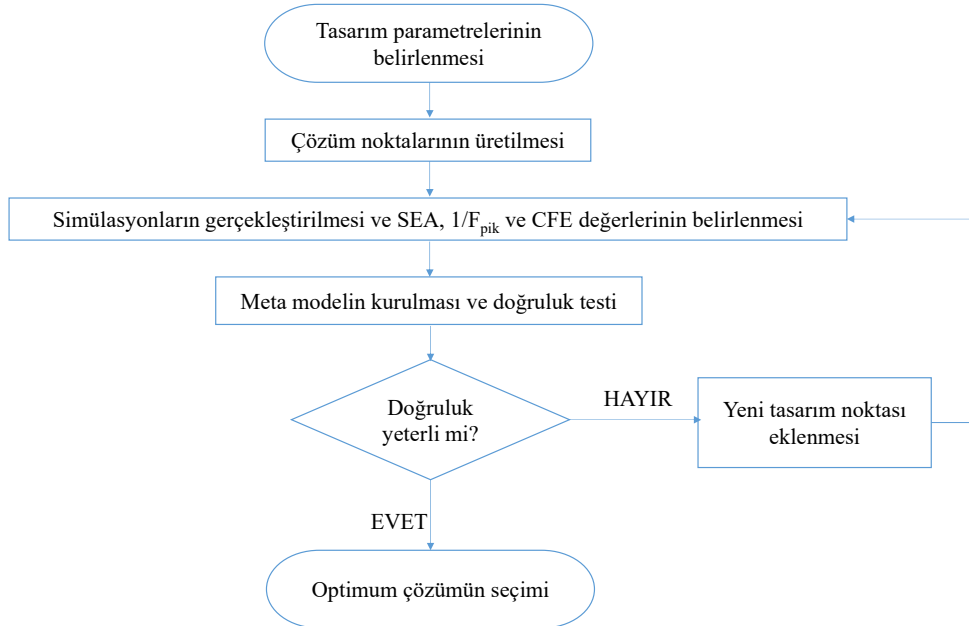 Tasarım parametrelerinin
belirlenmesi
Çözüm noktalarının üretilmesi
Simülasyonların gerçekleştirilmesi ve SEA, 1/Fpik ve CFE değerlerinin belirlenmesi
Meta modelin kurulması ve doğruluk testi
Doğruluk
yeterli mi?
HAYIR
Yeni tasarım noktası
eklenmesi
EVET
Optimum çözümün seçimi